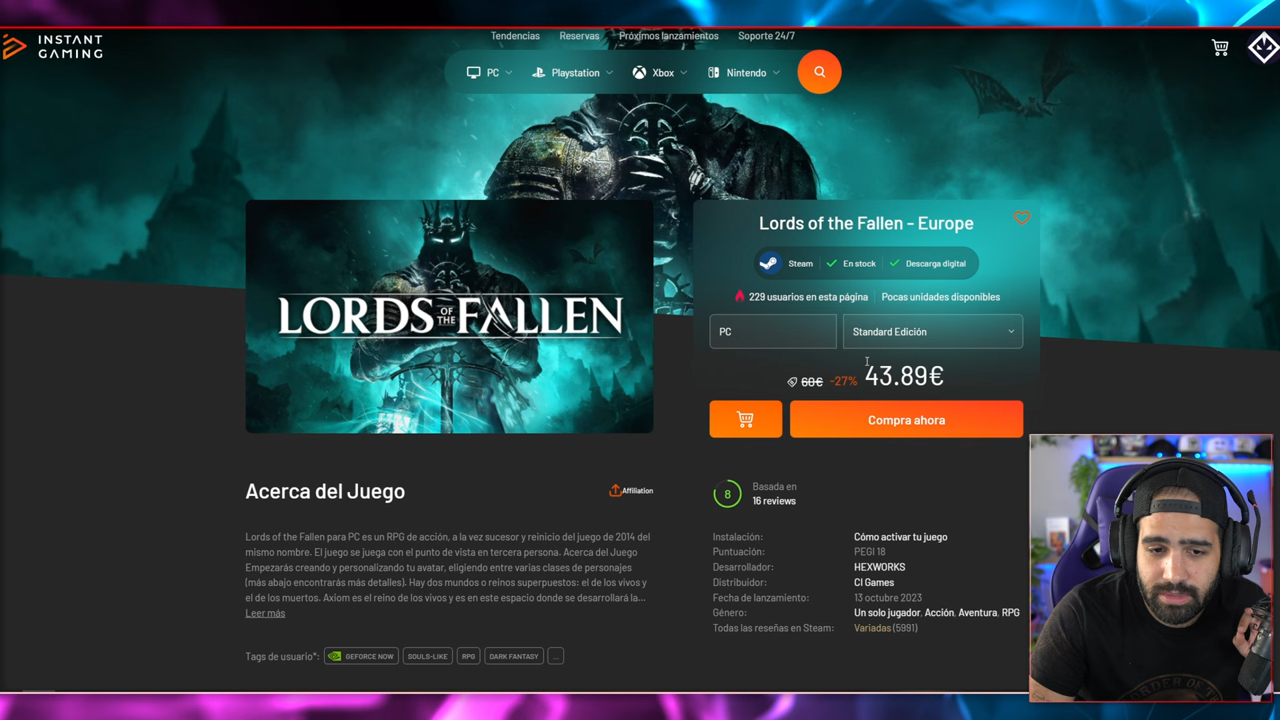 INSTANT
GAMING
Tendencias Reservas Próximos lanzamientos Soporte 24/7
PC Playstation Xbox Nintendo
LORDS OF THE FALLEN
Lords of the Fallen - Europe
Steam En stock Descarga digital
229 usuarios en esta página Pocas unidades disponibles
PC Standard Edición
60€ -27% 43.89€
Compra ahora
Acerca del Juego
Affiliation
Lords of the Fallen para PC es un RPG de acción, a la vez sucesor y reinicio del juego de 2014 del
mismo nombre. El juego se juega con el punto de vista en tercera persona. Acerca del Juego
Empezarás creando y personalizando tu avatar, eligiendo entre varias clases de personajes
(más abajo encontrarás más detalles). Hay dos mundos o reinos superpuestos: el de los vivos y
el de los muertos. Axiom es el reino de los vivos y es en este espacio donde se desarrollará la...
Leer más
Tags de usuario*: GEFORCE NOW SOULS-LIKE RPG DARK FANTASY ...
8
Basada en
16 reviews
Instalación: Cómo activar tu juego
Puntuación: PEGI 18
Desarrollador: HEXWORKS
Distribuidor: CI Games
Fecha de lanzamiento: 13 octubre 2023
Género: Un solo jugador, Acción, Aventura, RPG
Todas las reseñas en Steam: Variadas (5991)